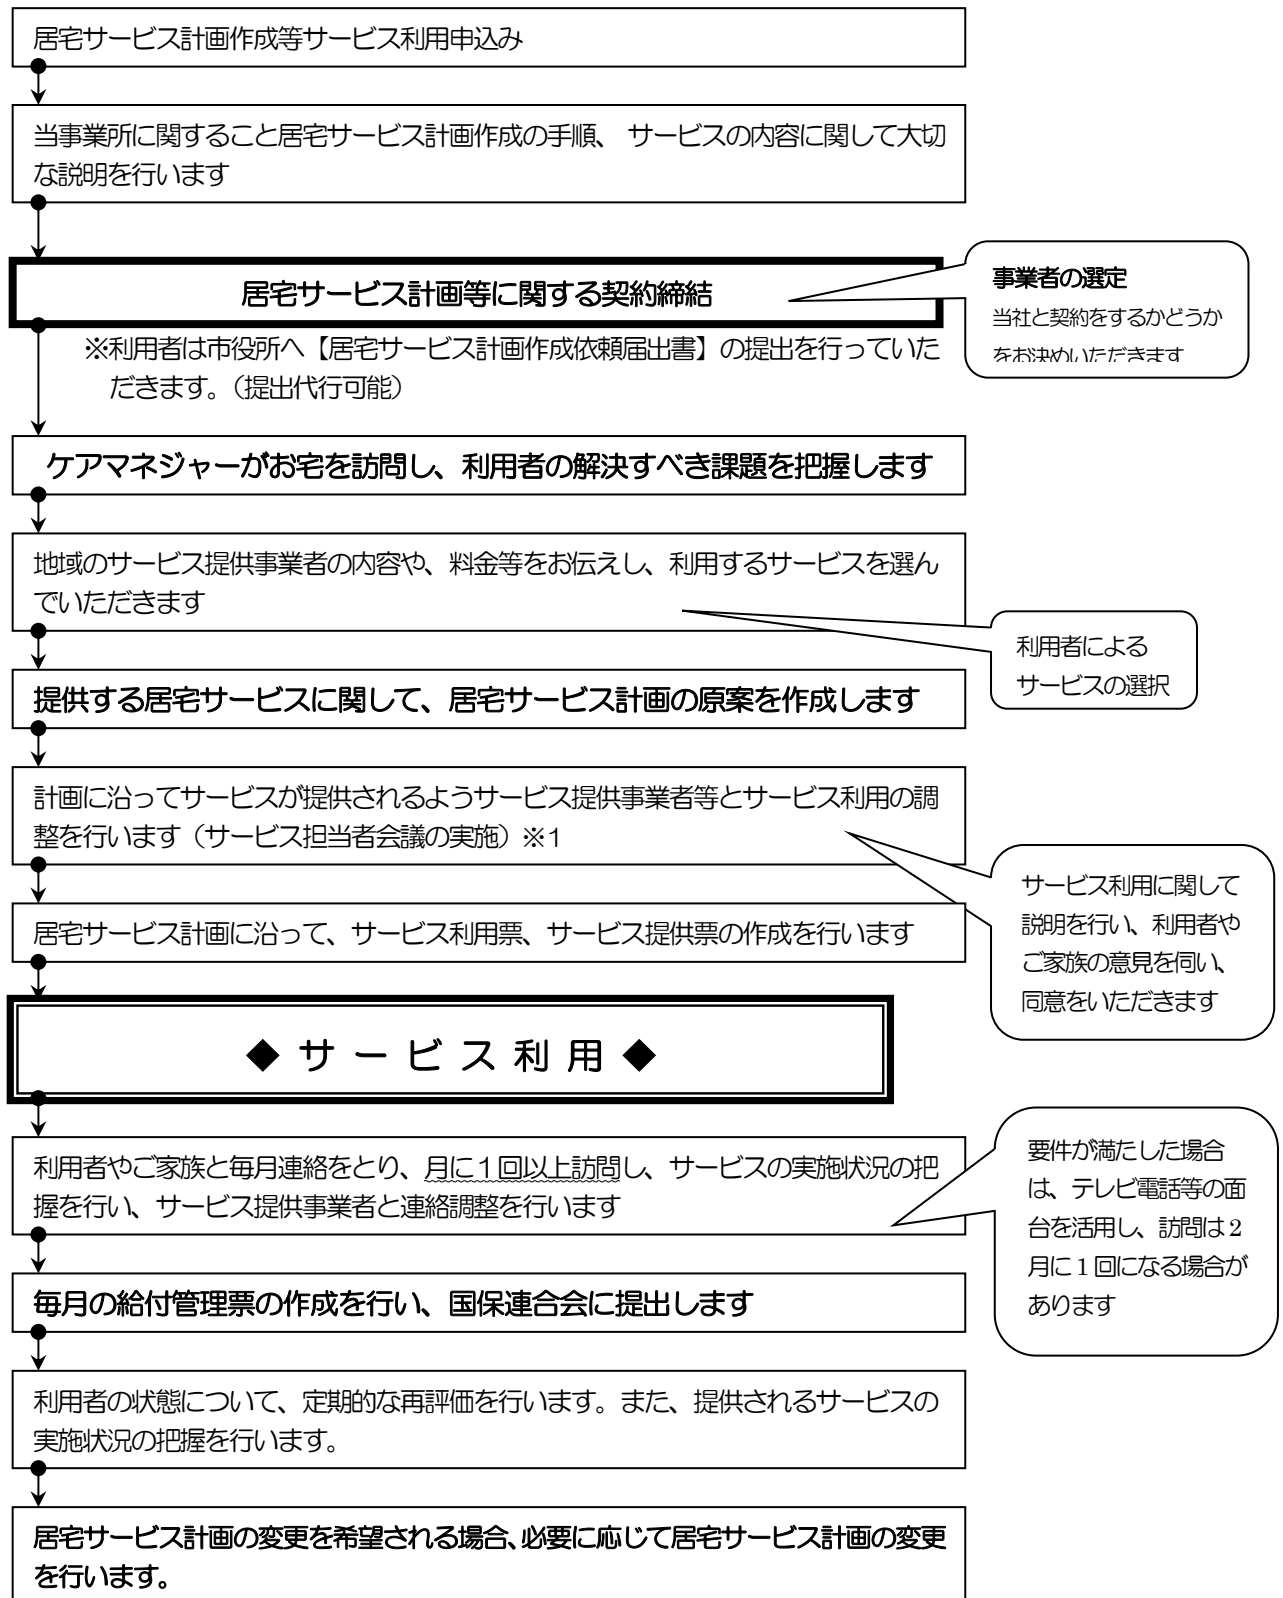 居宅サービス計画作成等サービス利用申込み
当事業所に関すること居宅サービス計画作成の手順、 サービスの内容に関して大切
な説明を行います
居宅サービス計画等に関する契約締結
事業者の選定
当社と契約をするかどうか
をお決めいただきます
※利用者は市役所へ【居宅サービス計画作成依頼届出書】の提出を行っていた
だきます。（提出代行可能）
ケアマネジャーがお宅を訪問し、利用者の解決すべき課題を把握します
地域のサービス提供事業者の内容や、料金等をお伝えし、利用するサービスを選ん
でいただきます
利用者による
サービスの選択
提供する居宅サービスに関して、居宅サービス計画の原案を作成します
計画に沿ってサービスが提供されるようサービス提供事業者等とサービス利用の調
整を行います（サービス担当者会議の実施）※1
サービス利用に関して
説明を行い、利用者や
ご家族の意見を伺い、
同意をいただきます
居宅サービス計画に沿って、サービス利用票、サービス提供票の作成を行います
◆ サ ー ビ ス 利 用 ◆
利用者やご家族と毎月連絡をとり、月に１回以上訪問し、サービスの実施状況の把
握を行い、サービス提供事業者と連絡調整を行います
要件が満たした場合
は、テレビ電話等の面
台を活用し、訪問は 2
月に 1 回になる場合が
あります
毎月の給付管理票の作成を行い、国保連合会に提出します
利用者の状態について、定期的な再評価を行います。また、提供されるサービスの
実施状況の把握を行います。
居宅サービス計画の変更を希望される場合、必要に応じて居宅サービス計画の変更
を行います。